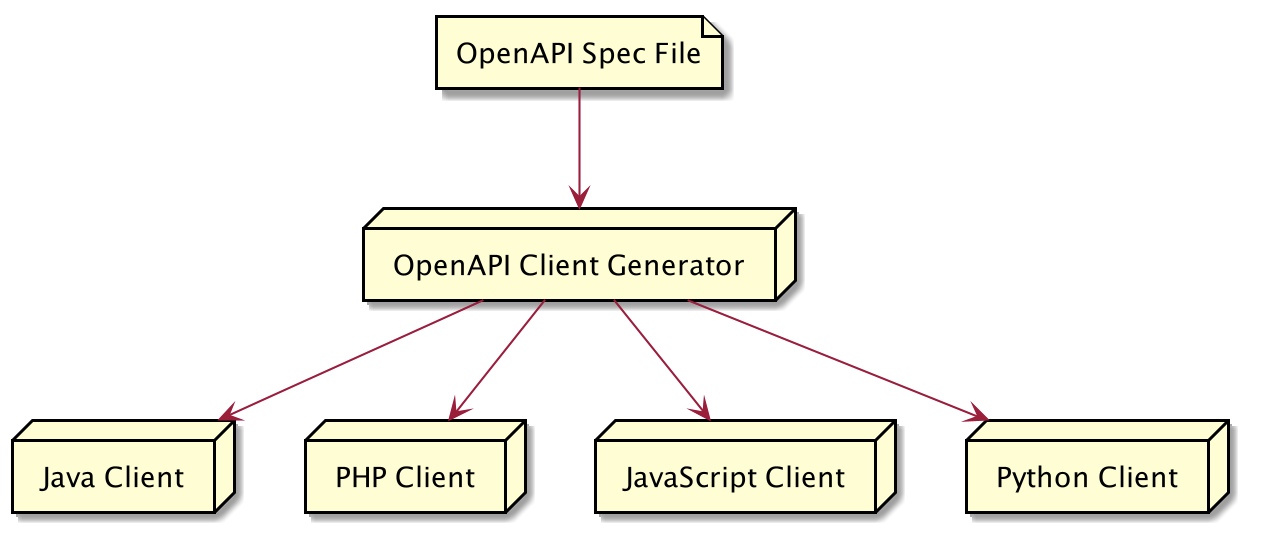 OpenAPI Spec File
OpenAPI Client Generator
Java Client
PHP Client
JavaScript Client
Python Client